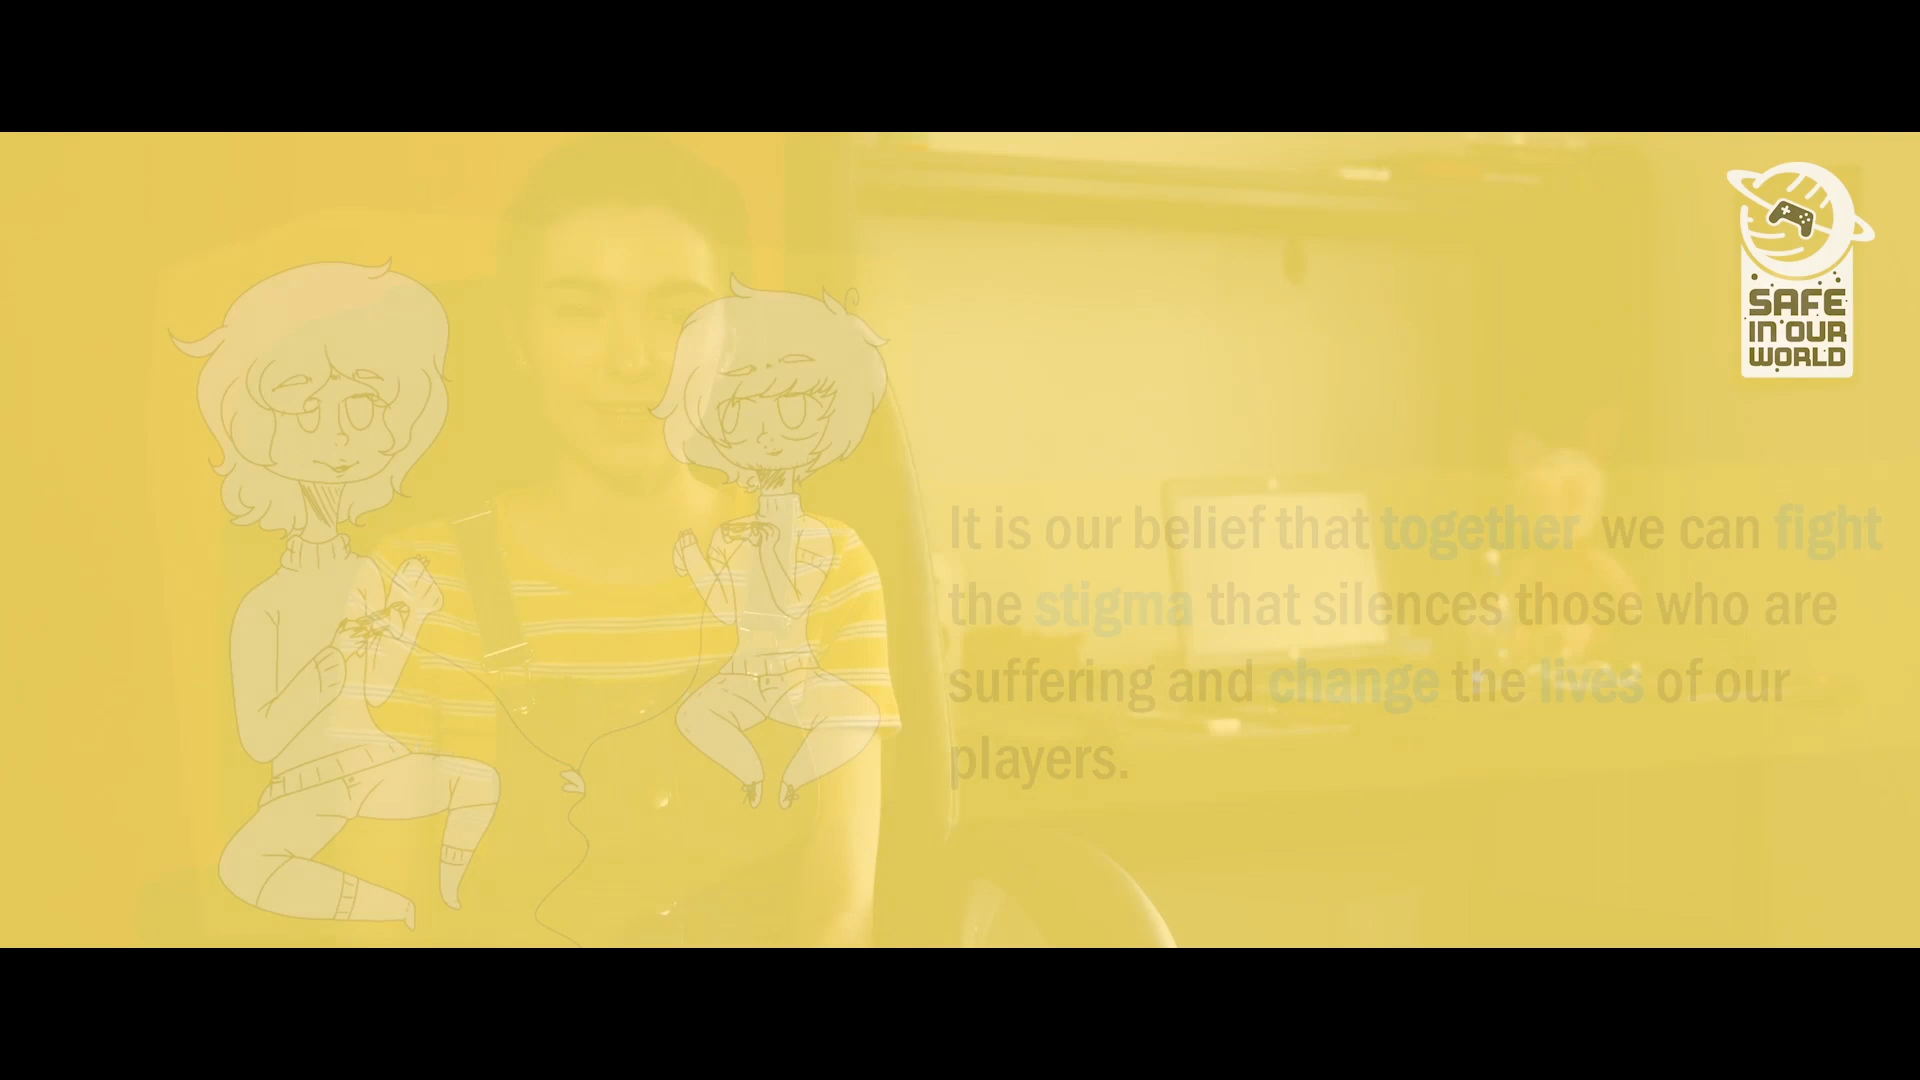 SAFE
IN OUR
WORLD
It is our belief that together we can fight
the stigma that silences those who are
suffering and change the lives of our
players.